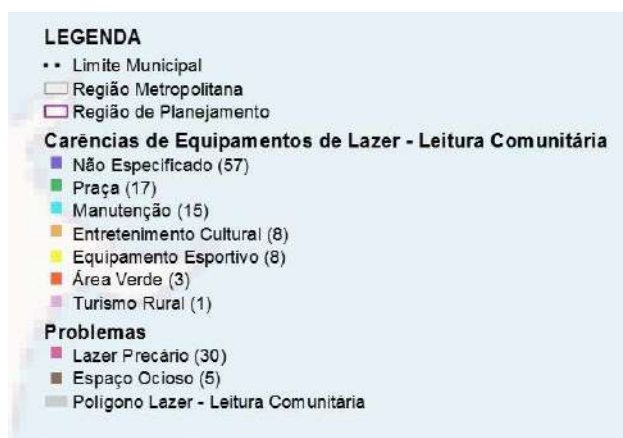 LEGENDA
Limite Municipal
Região Metropolitana
Região de Planejamento
Carências de Equipamentos de Lazer - Leitura Comunitária
Não Especificado (57)
Praça (17)
Manutenção (15)
Entretenimento Cultural (8)
Equipamento Esportivo (8)
Área Verde (3)
Turismo Rural (1)
Problemas
Lazer Precário (30)
Espaço Ocioso (5)
Polígono Lazer - Leitura Comunitária